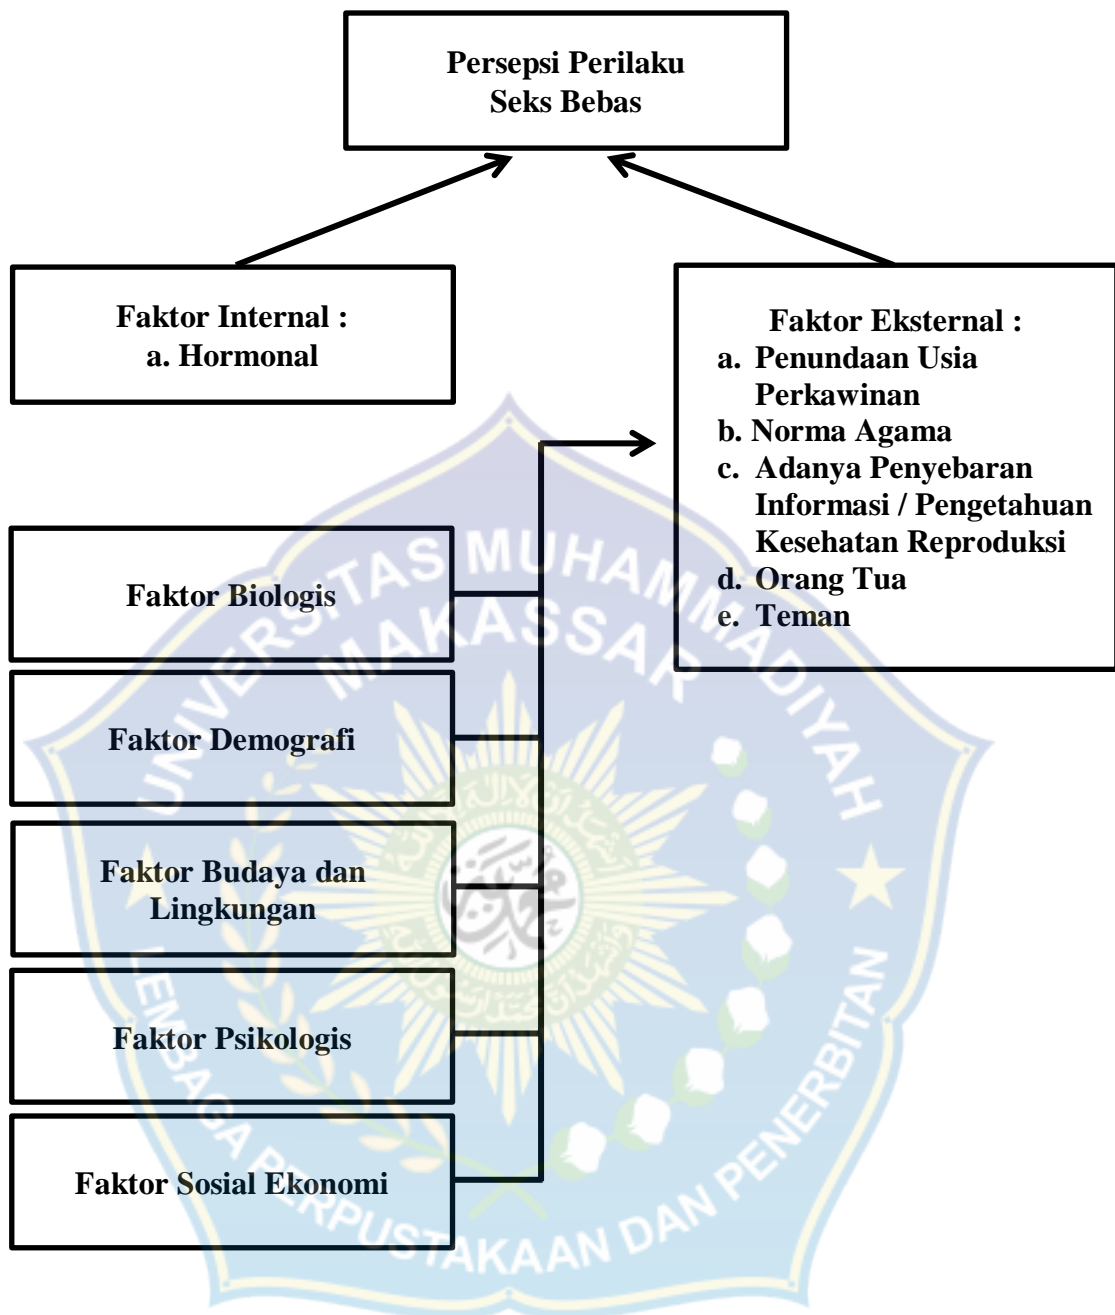 Persepsi Perilaku
Seks Bebas
Faktor Internal :
a. Hormonal
Faktor Eksternal :
a. Penundaan Usia
Perkawinan
b. Norma Agama
c. Adanya Penyebaran
Informasi / Pengetahuan
Kesehatan Reproduksi
d. Orang Tua
e. Teman
Faktor Biologis
Faktor Demografi
Faktor Budaya dan
Lingkungan
Faktor Psikologis
Faktor Sosial Ekonomi
UNIVERSITAS MUHAMMADIYAH
MAKASSAR
LEMBAGA PERPUSTAKAAN DAN PENERBITAN